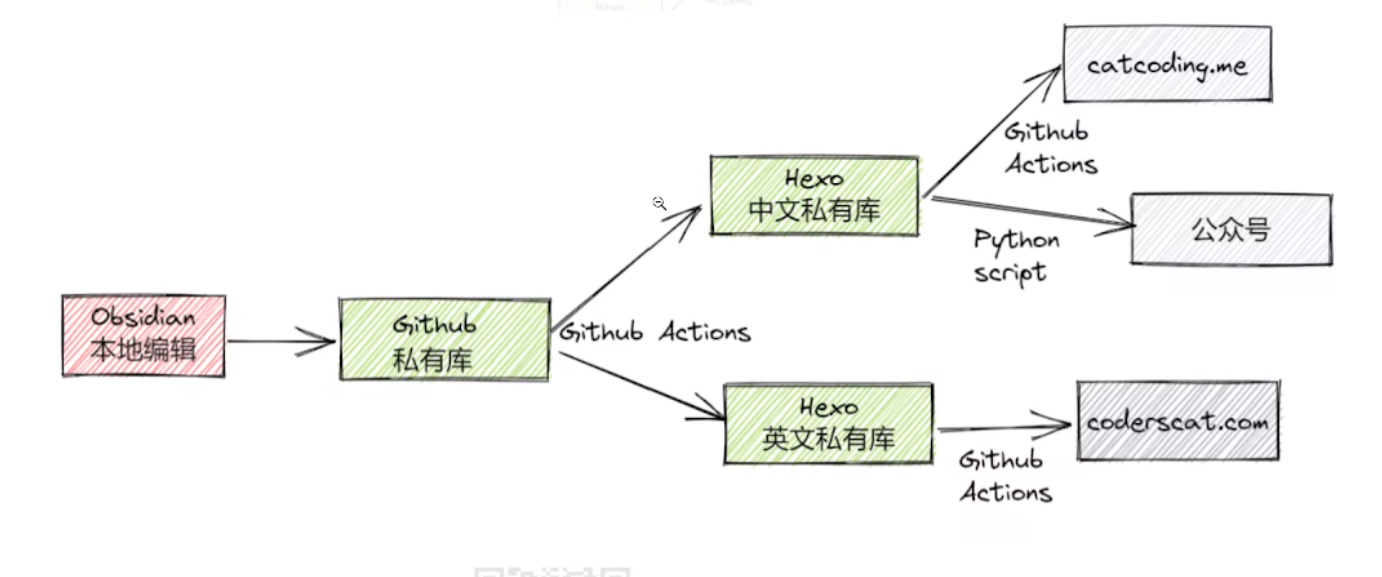 Obsidian
本地编辑
Github
私有库
Github Actions
Hexo
中文私有库
Github
Actions
catcoding.me
Python
script
公众号
Hexo
英文私有库
Github
Actions
coderscat.com